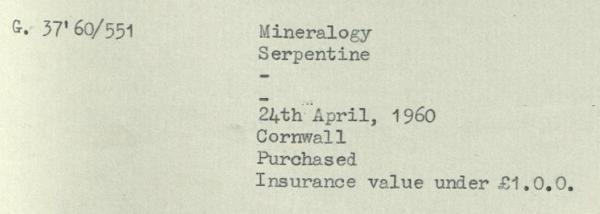 G. 37'60/551 Mineralogy
Serpentine
-
-
24th April, 1960
Cornwall
Purchased
Insurance value under £1.0.0.